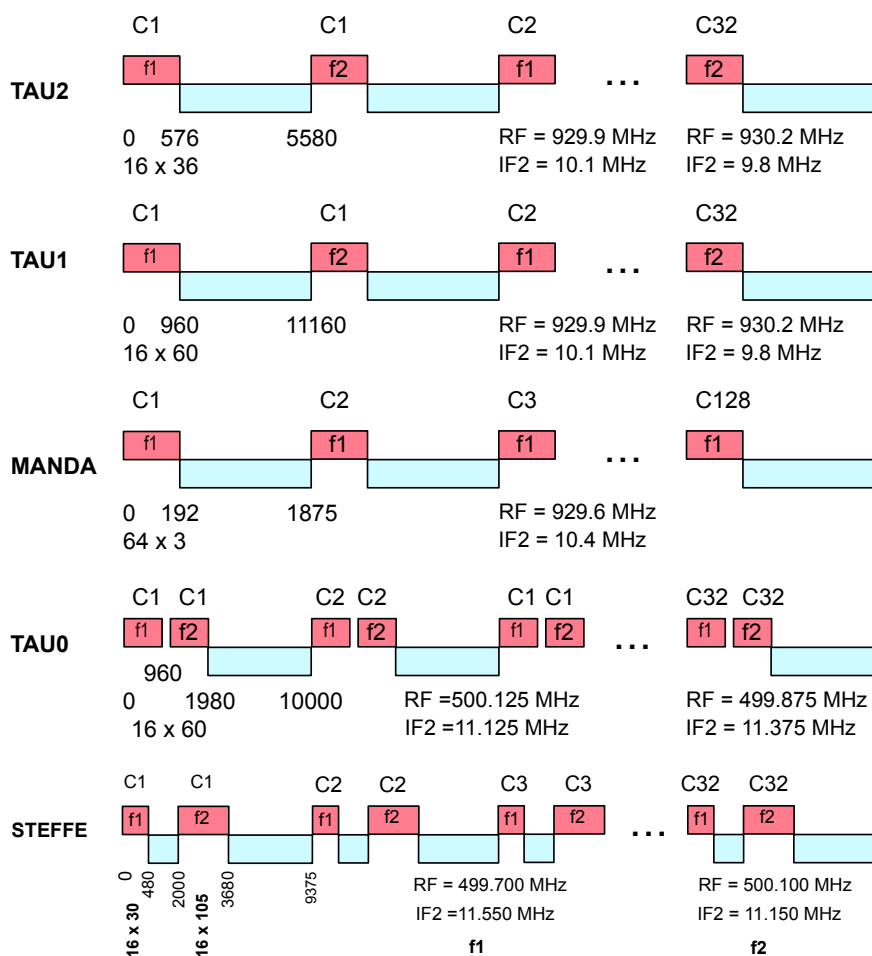 C1 C1 C2 C32
f1 f2 f1 ... f2
TAU2
0 576 5580 RF = 929.9 MHz RF = 930.2 MHz
16 x 36 IF2 = 10.1 MHz IF2 = 9.8 MHz
C1 C1 C2 C32
f1 f2 f1 ... f2
TAU1
0 960 11160 RF = 929.9 MHz RF = 930.2 MHz
16 x 60 IF2 = 10.1 MHz IF2 = 9.8 MHz
C1 C2 C3 C128
f1 f1 f1 ... f1
MANDA
0 192 1875 RF = 929.6 MHz
64 x 3 IF2 = 10.4 MHz
C1 C1 C2 C2 C1 C1 C32 C32
TAU0 f1 f2 f1 f2 f1 f2 ... f1 f2
960
0 1980 10000 RF =500.125 MHz RF = 499.875 MHz
16 x 60 IF2 =11.125 MHz IF2 = 11.375 MHz
C1 C1 C2 C2 C3 C3 C32 C32
STEFFE f1 f2 f1 f2 f1 f2 ... f1 f2
0 480 2000 3680 9375 RF = 499.700 MHz RF = 500.100 MHz
16 x 30 16 x 105 IF2 =11.550 MHz IF2 = 11.150 MHz
f1 f2